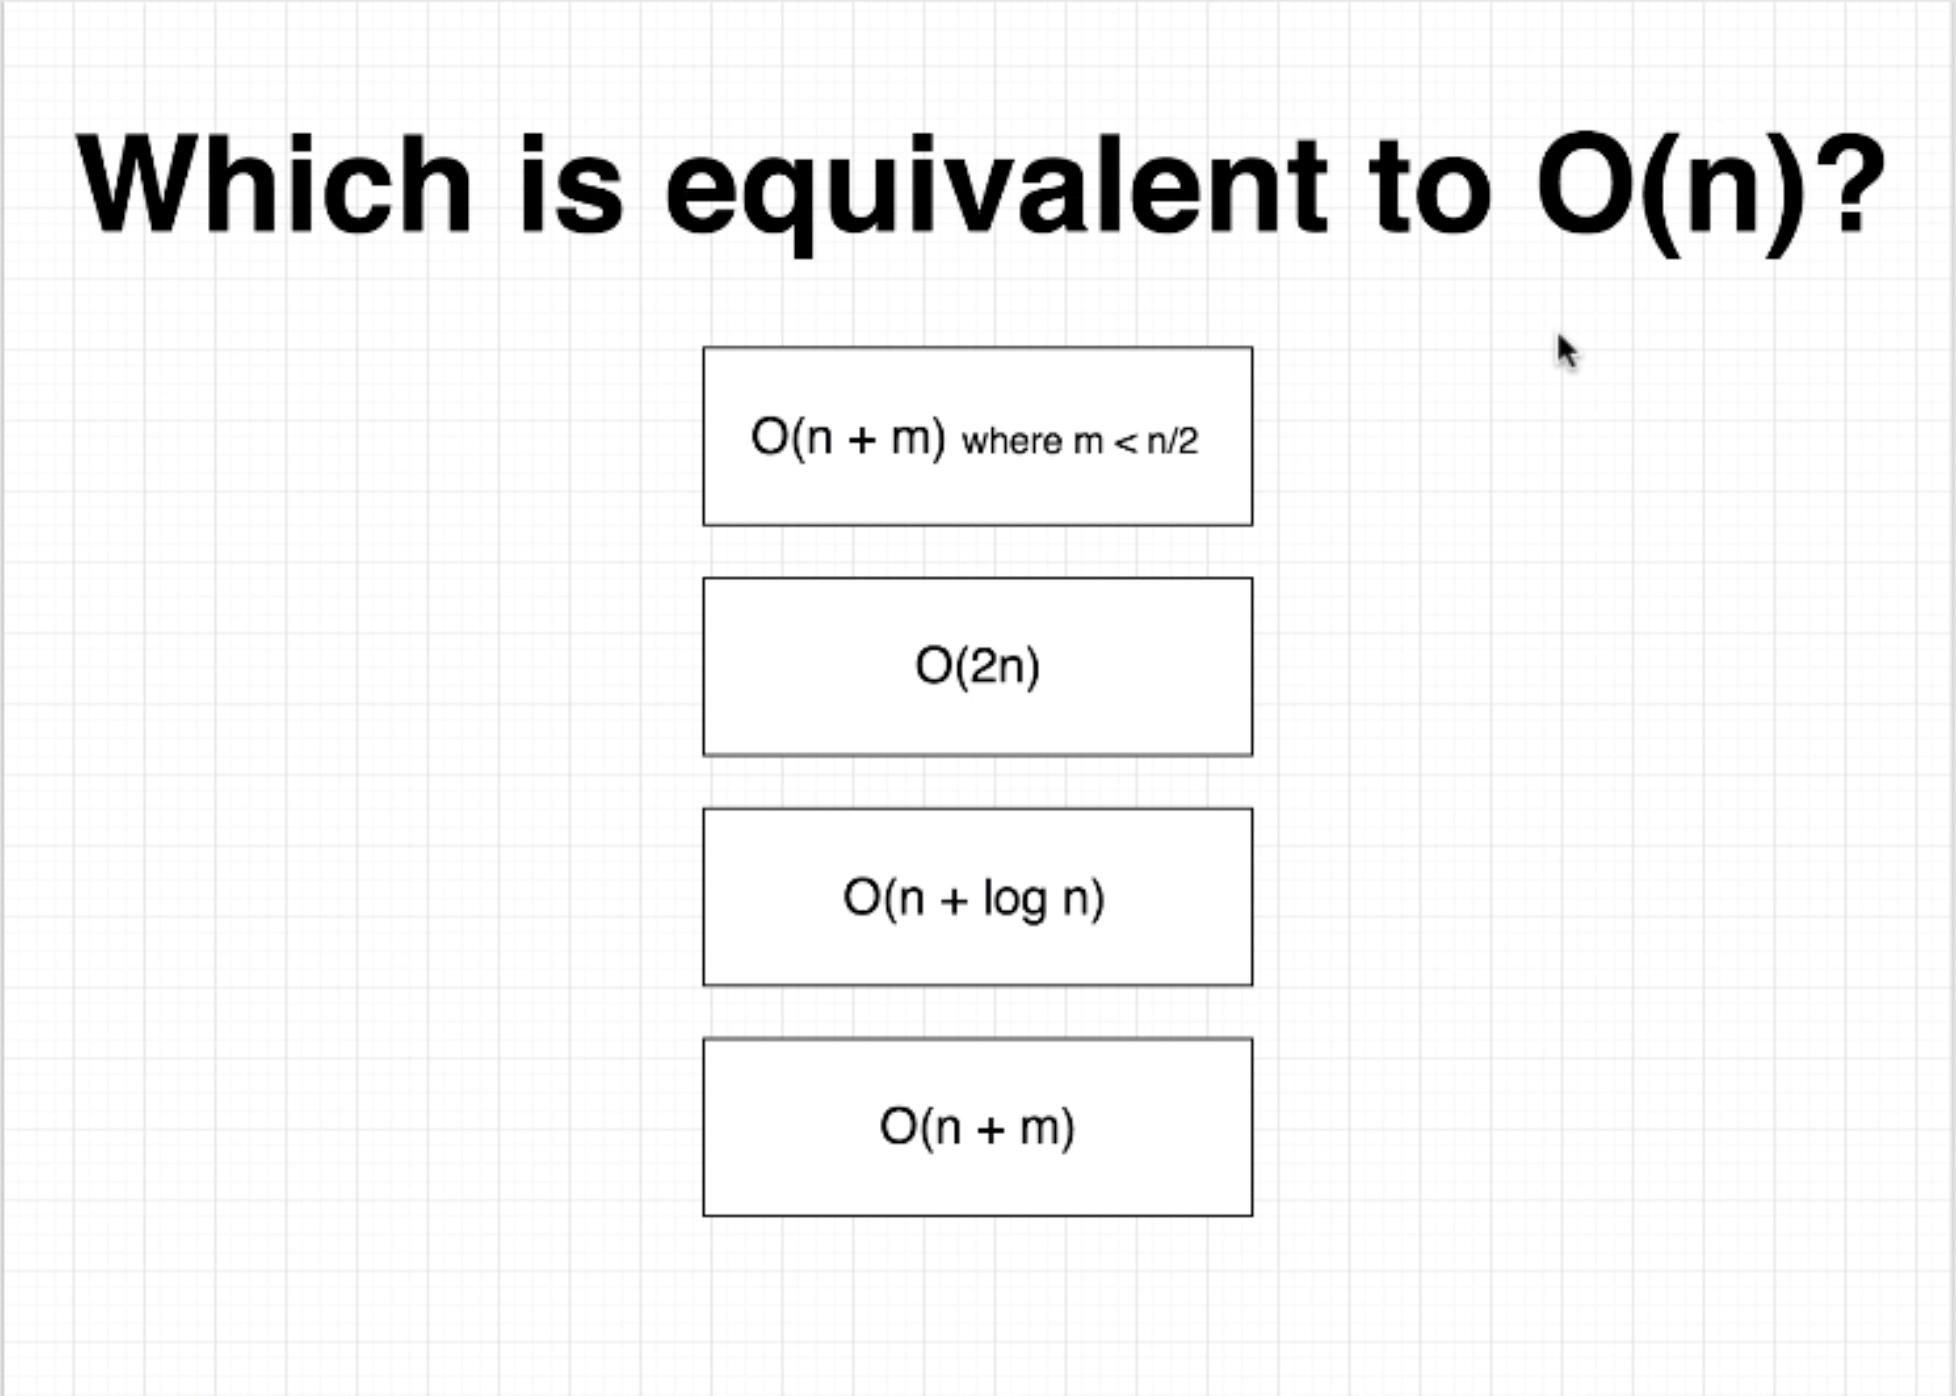 Which is equivalent to O(n)?
O(n + m) where m < n/2
O(2n)
O(n + log n)
O(n + m)